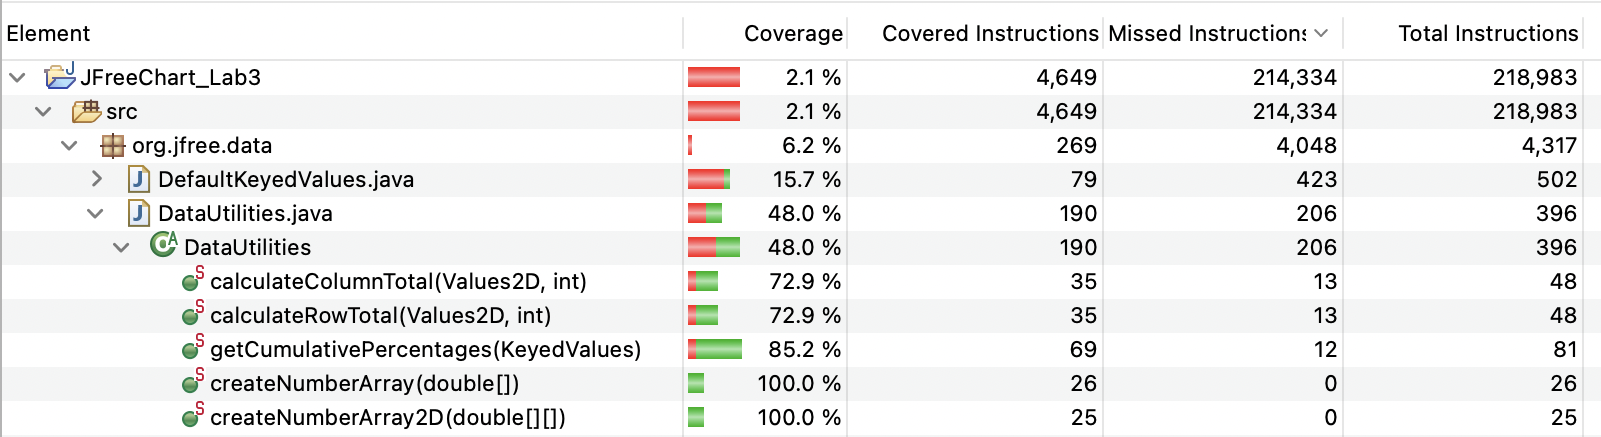 Element Coverage Covered Instructions Missed Instructions Total Instructions
JFreeChart_Lab3 2.1 % 4,649 214,334 218,983
src 2.1 % 4,649 214,334 218,983
org.jfree.data 6.2 % 269 4,048 4,317
DefaultKeyedValues.java 15.7 % 79 423 502
DataUtilities.java 48.0 % 190 206 396
DataUtilities 48.0 % 190 206 396
calculateColumnTotal(Values2D, int) 72.9 % 35 13 48
calculateRowTotal(Values2D, int) 72.9 % 35 13 48
getCumulativePercentages(KeyedValues) 85.2 % 69 12 81
createNumberArray(double[]) 100.0 % 26 0 26
createNumberArray2D(double[][]) 100.0 % 25 0 25